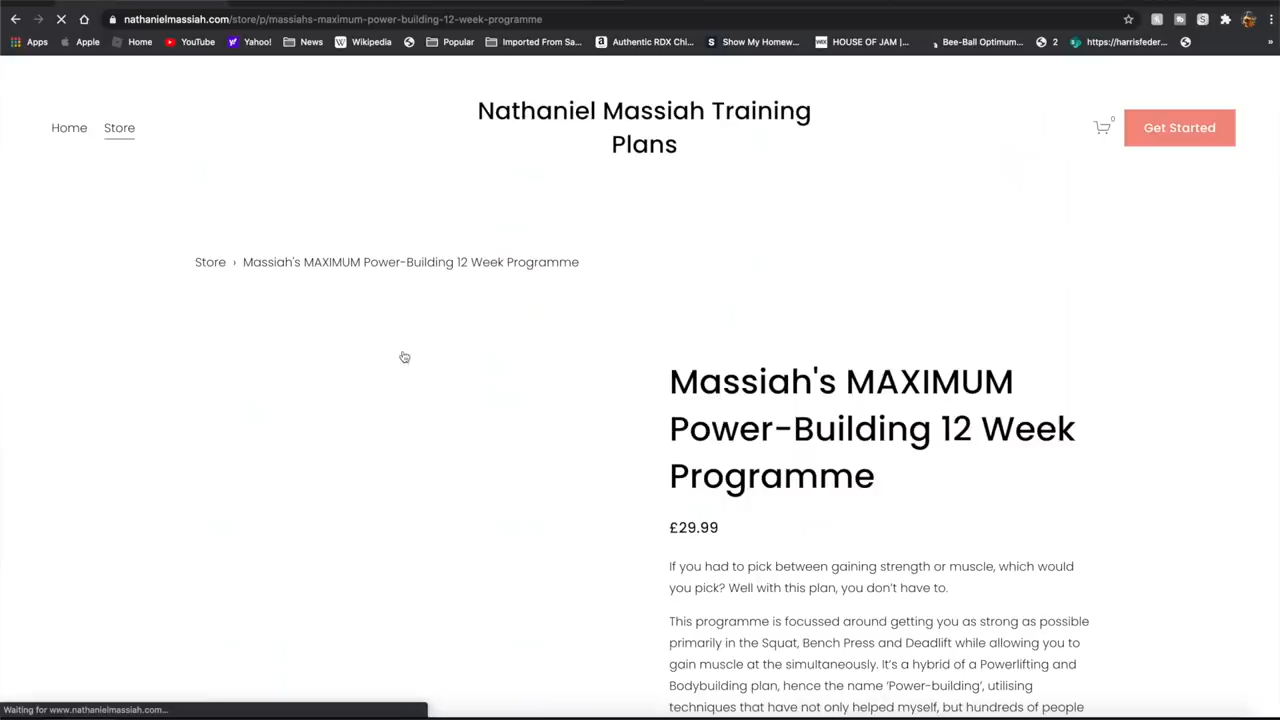 nathanielmassiah.com/store/p/massiahs-maximum-power-building-12-week-programme
Apps Apple Home YouTube Yahoo! News Wikipedia Popular Imported From Sa... Authentic RDX Chi... Show My Homew... HOUSE OF JAM |... Bee-Ball Optimum... 2 https://harrisfeder... »
Home Store
Nathaniel Massiah Training
Plans
0
Get Started
Store › Massiah's MAXIMUM Power-Building 12 Week Programme
Massiah's MAXIMUM
Power-Building 12 Week
Programme
£29.99
If you had to pick between gaining strength or muscle, which would
you pick? Well with this plan, you don't have to.
This programme is focussed around getting you as strong as possible
primarily in the Squat, Bench Press and Deadlift while allowing you to
gain muscle at the simultaneously. It's a hybrid of a Powerlifting and
Bodybuilding plan, hence the name 'Power-building', utilising
techniques that have not only helped myself, but hundreds of people
Waiting for www.nathanielmassiah.com...